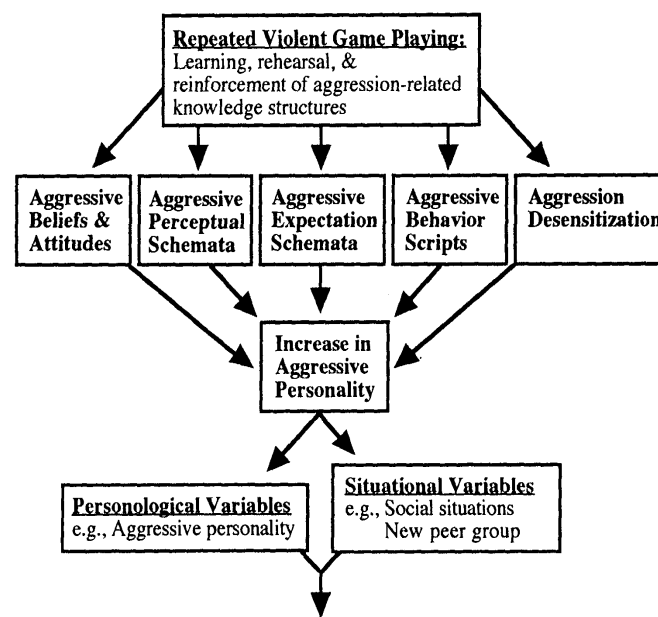 Repeated Violent Game Playing:
Learning, rehearsal, &
reinforcement of aggression-related
knowledge structures
Aggressive
Beliefs &
Attitudes
Aggressive
Perceptual
Schemata
Aggressive
Expectation
Schemata
Aggressive
Behavior
Scripts
Aggression
Desensitization
Increase in
Aggressive
Personality
Personological Variables
e.g., Aggressive personality
Situational Variables
e.g., Social situations
New peer group